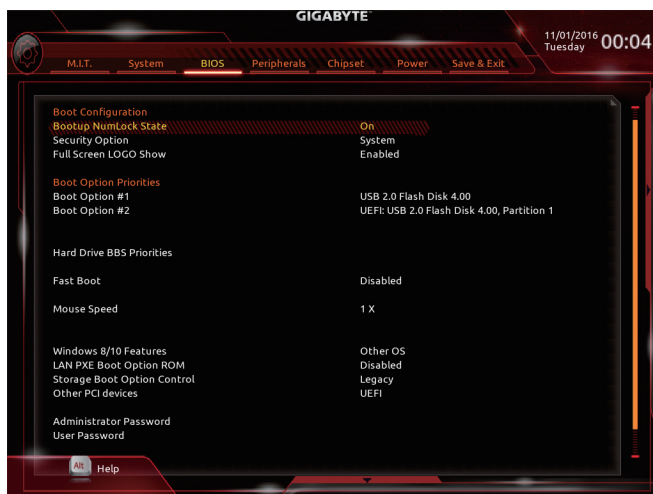 GIGABYTE™
11/01/2016
Tuesday
00:04
M.I.T. System BIOS Peripherals Chipset Power Save & Exit
Boot Configuration
Bootup NumLock State On
Security Option System
Full Screen LOGO Show Enabled
Boot Option Priorities
Boot Option #1 USB 2.0 Flash Disk 4.00
Boot Option #2 UEFI: USB 2.0 Flash Disk 4.00, Partition 1
Hard Drive BBS Priorities
Fast Boot Disabled
Mouse Speed 1 X
Windows 8/10 Features Other OS
LAN PXE Boot Option ROM Disabled
Storage Boot Option Control Legacy
Other PCI devices UEFI
Administrator Password
User Password
Alt Help